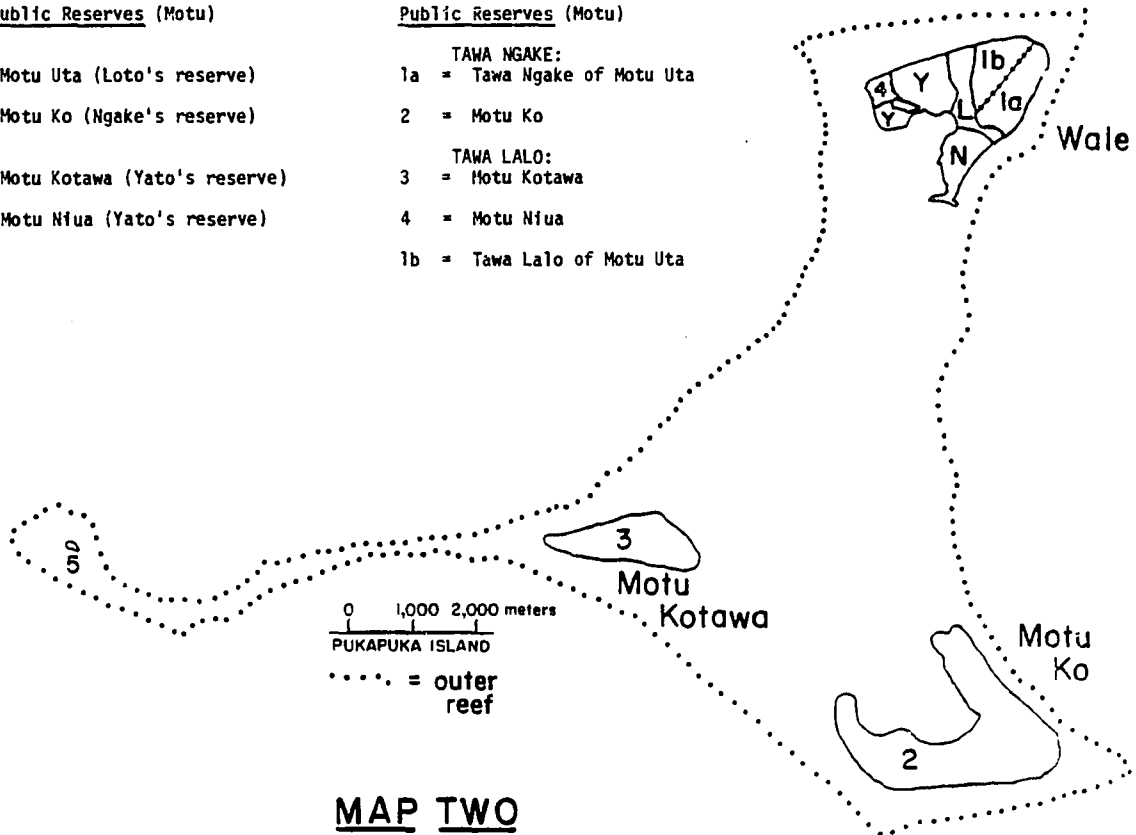 ublic Reserves (Motu)
Motu Uta (Loto's reserve)
Motu Ko (Ngake's reserve)
Motu Kotawa (Yato's reserve)
Motu Niua (Yato's reserve)
Public Reserves (Motu)
TAWA NGAKE:
1a = Tawa Ngake of Motu Uta
2 = Motu Ko
TAWA LALO:
3 = Motu Kotawa
4 = Motu Niua
1b = Tawa Lalo of Motu Uta
4
Y
Y
L
1b
1a
N
Wale
5
3
Motu
Kotawa
0 1,000 2,000 meters
PUKAPUKA ISLAND
..... = outer
reef
Motu
Ko
2
MAP TWO